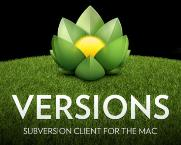 VERSIONS
SUBVERSION CLIENT FOR THE MAC